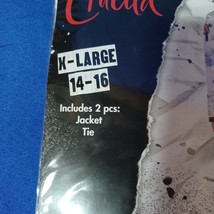 X-LARGE
14-16
Includes 2 pcs:
Jacket
Tie